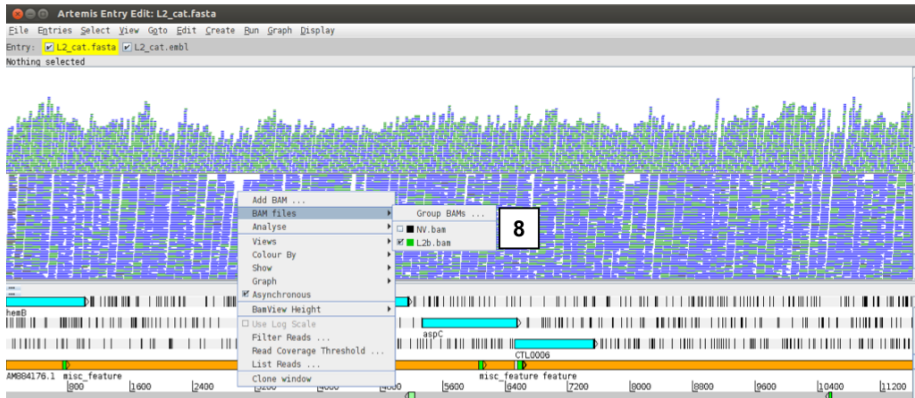 Artemis Entry Edit: L2_cat.fasta
File Entries Select View Goto Edit Create Run Graph Display
Entry: L2_cat.fasta L2_cat.embl
Nothing selected
Add BAM ...
BAM files
Analyse
Views
Colour By
Show
Graph
Asynchronous
BamView Height
Use Log Scale
Filter Reads ...
Read Coverage Threshold ...
List Reads ...
Clone window
Group BAMs ...
NV.bam
L2b.bam
8
hemB
aspC
CTL0006
AM884176.1 misc_feature misc_feature feature
800 1600 2400 5600 6400 7200 8000 8800 9600 10400 11200